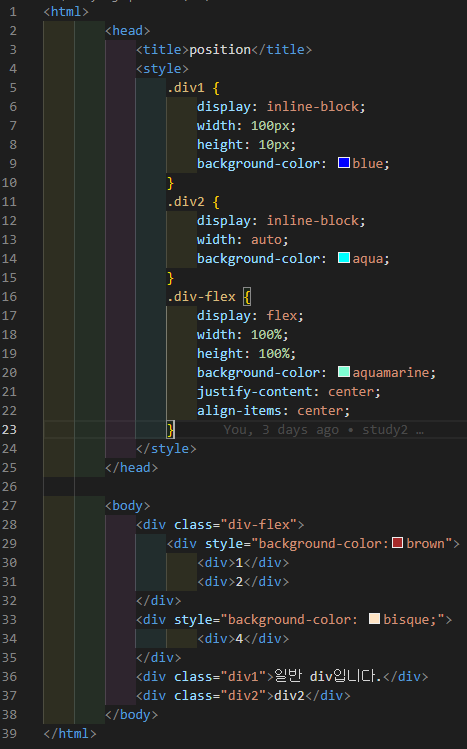 1 <html>
2 <head>
3 <title>position</title>
4 <style>
5 .div1 {
6 display: inline-block;
7 width: 100px;
8 height: 10px;
9 background-color: blue;
10 }
11 .div2 {
12 display: inline-block;
13 width: auto;
14 background-color: aqua;
15 }
16 .div-flex {
17 display: flex;
18 width: 100%;
19 height: 100%;
20 background-color: aquamarine;
21 justify-content: center;
22 align-items: center;
23 } You, 3 days ago • study2 …
24 </style>
25 </head>
26
27 <body>
28 <div class="div-flex">
29 <div style="background-color:brown">
30 <div>1</div>
31 <div>2</div>
32 </div>
33 <div style="background-color: bisque;">
34 <div>4</div>
35 </div>
36 <div class="div1">일반 div입니다.</div>
37 <div class="div2">div2</div>
38 </body>
39 </html>